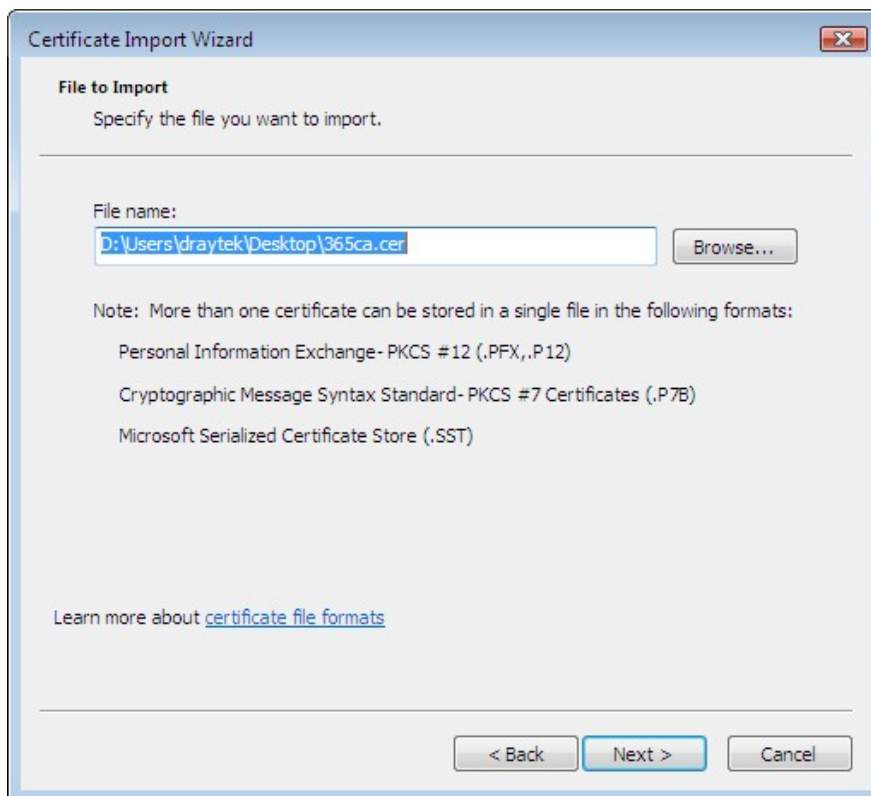 Certificate Import Wizard
File to Import
Specify the file you want to import.
File name:
D:\Users\draytek\Desktop\365ca.cer
Browse...
Note:  More than one certificate can be stored in a single file in the following formats:
Personal Information Exchange- PKCS #12 (.PFX,.P12)
Cryptographic Message Syntax Standard- PKCS #7 Certificates (.P7B)
Microsoft Serialized Certificate Store (.SST)
Learn more about certificate file formats
< Back Next > Cancel